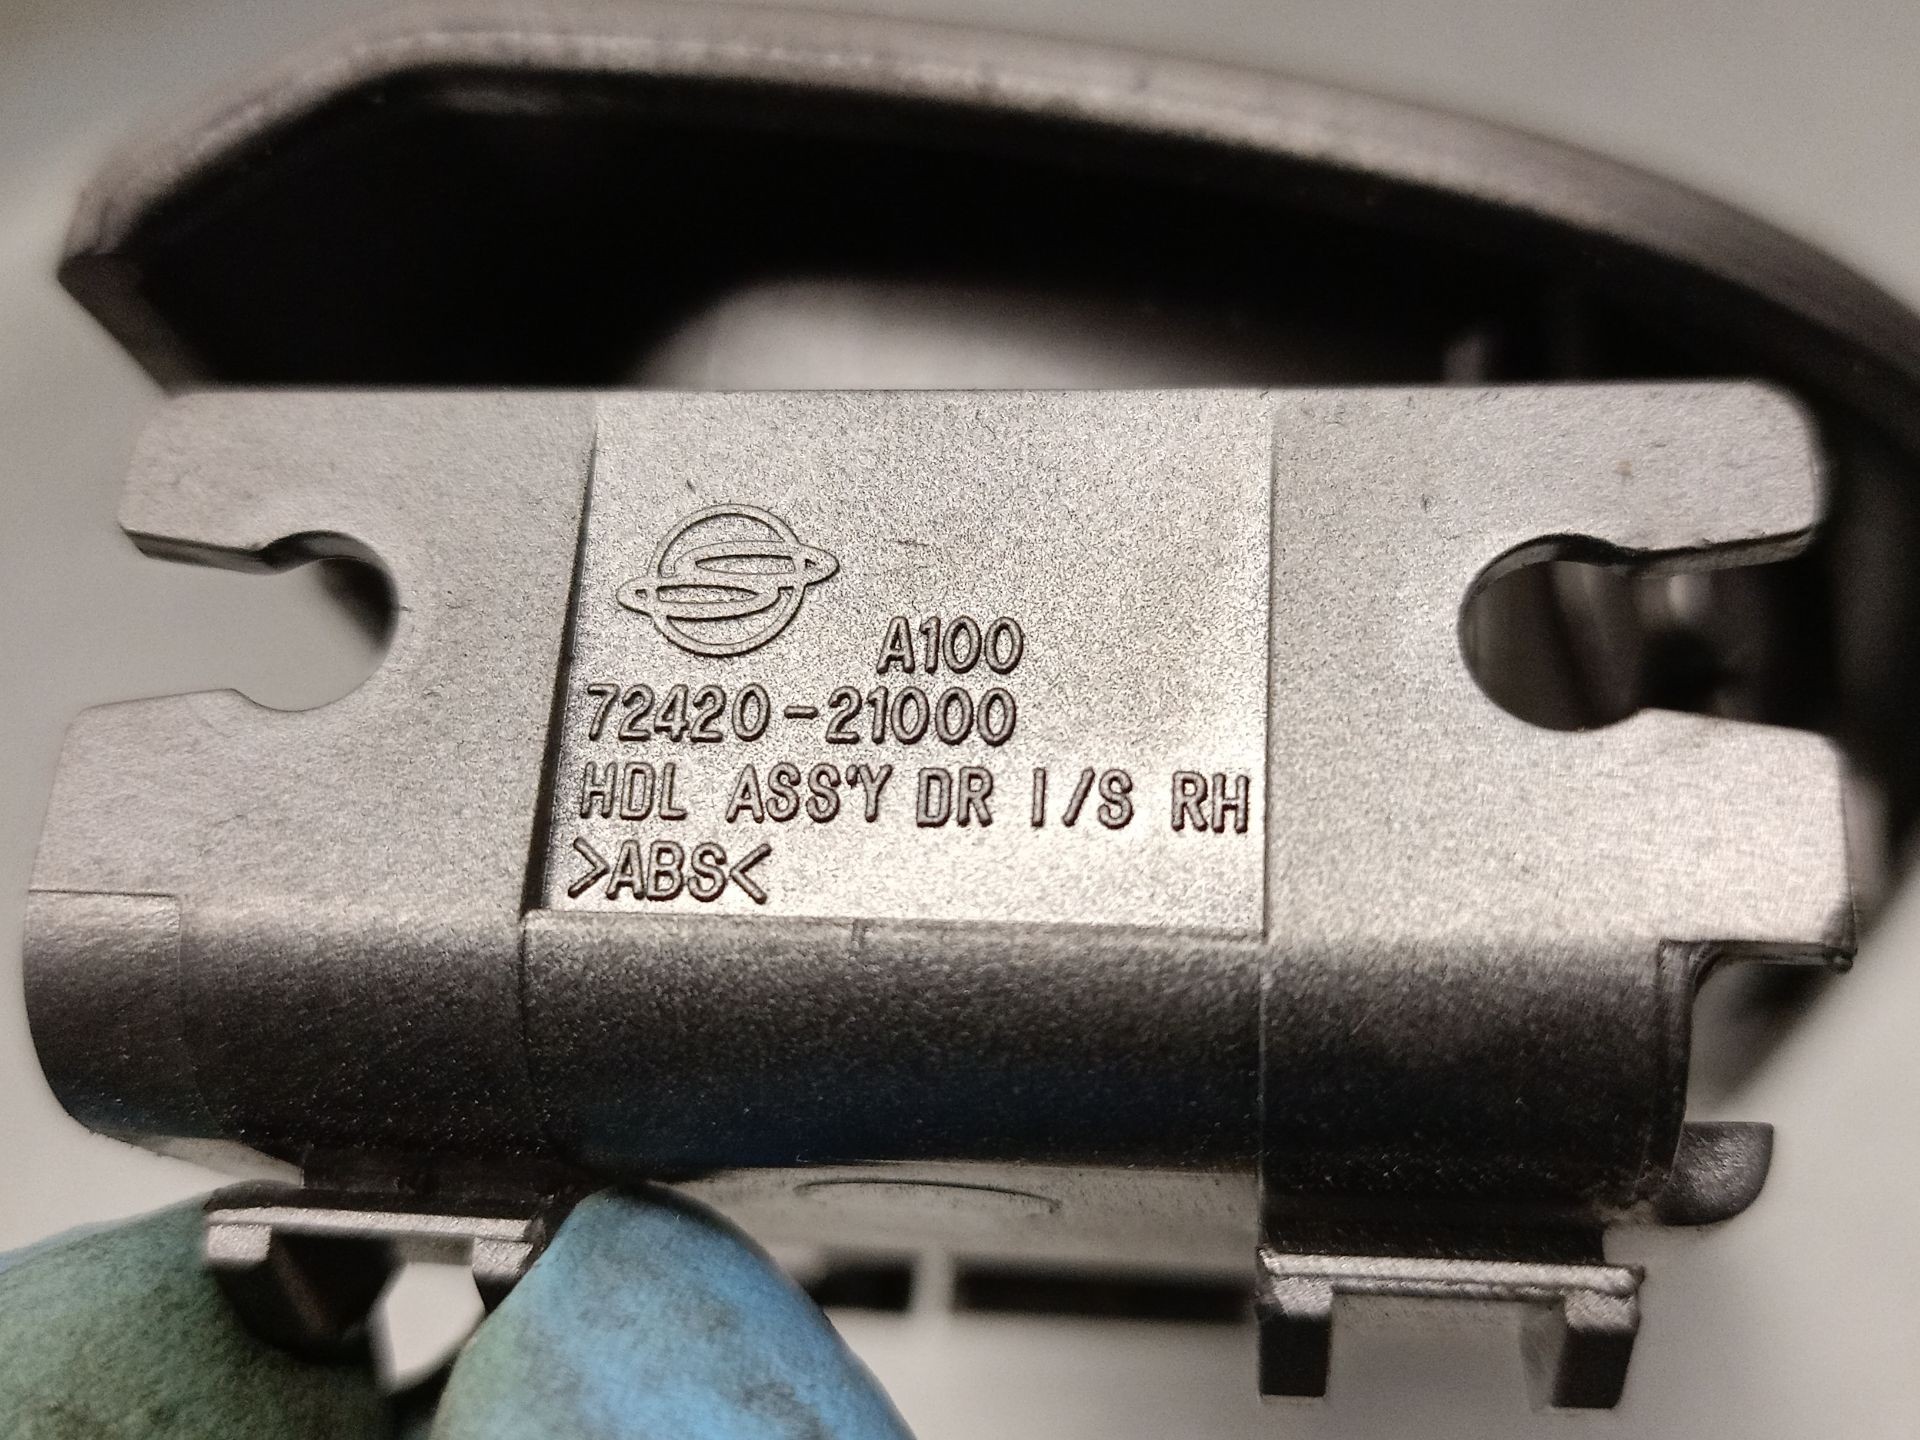 A100
72420-21000
HDL ASS'Y DR I/S RH
>ABS<